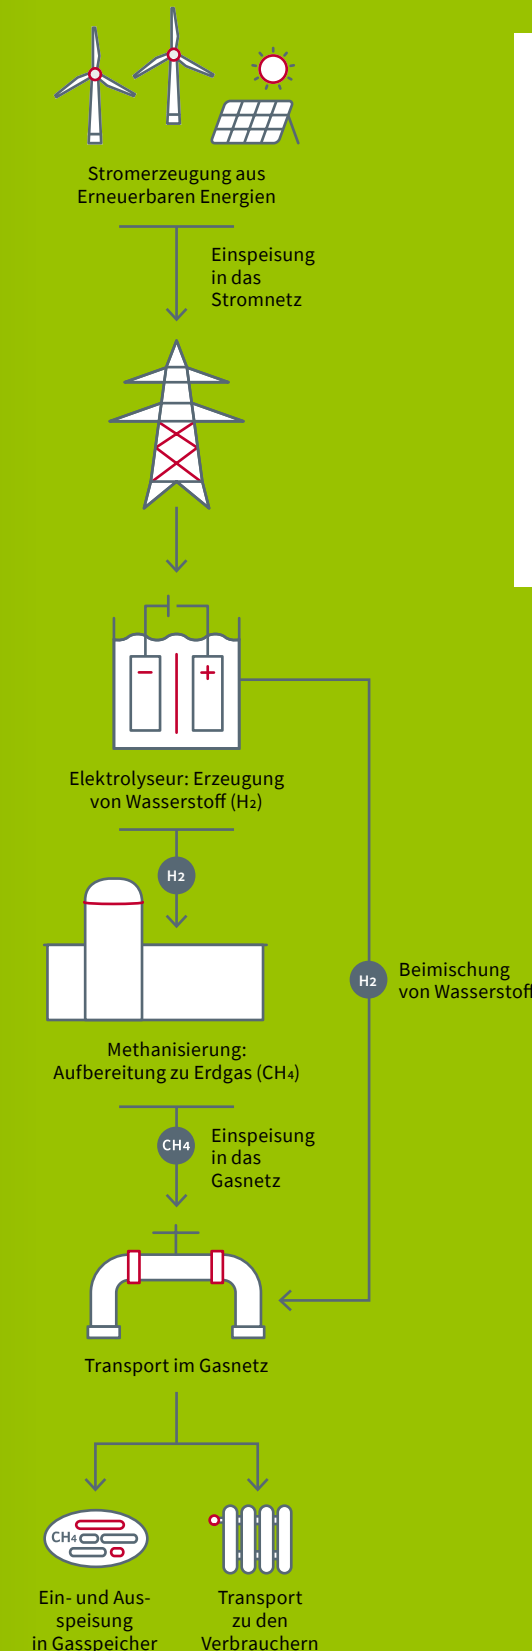 Stromerzeugung aus
Erneuerbaren Energien
Einspeisung
in das
Stromnetz
−
+
Elektrolyseur: Erzeugung
von Wasserstoff (H₂)
H2
H2
Beimischung
von Wasserstoff
Methanisierung:
Aufbereitung zu Erdgas (CH₄)
CH4
Einspeisung
in das
Gasnetz
Transport im Gasnetz
CH4
Ein- und Aus-
speisung
in Gasspeicher
Transport
zu den
Verbrauchern